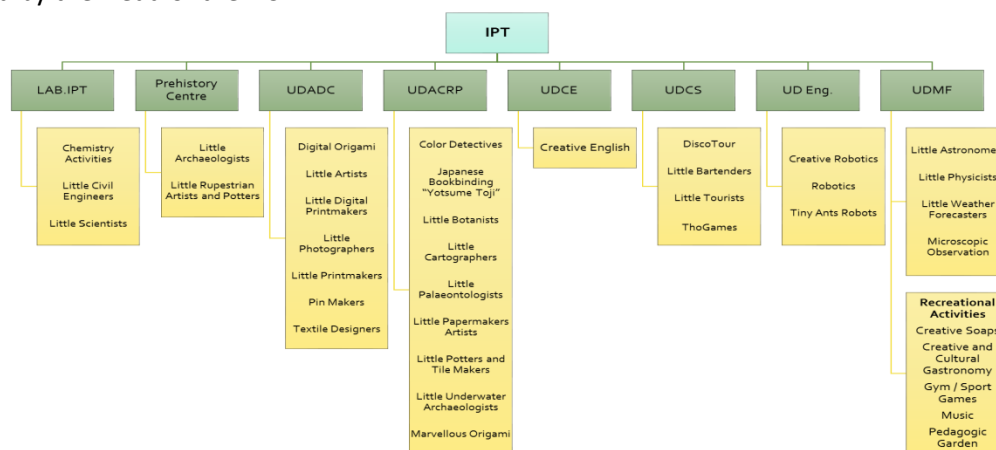 IPT
LAB.IPT
Prehistory
Centre
UDADC
UDACRP
UDCE
UDCS
UD Eng.
UDMF
Chemistry
Activities
Little Civil
Engineers
Little Scientists
Little
Archaeologists
Little Rupestrian
Artists and Potters
Digital Origami
Little Artists
Little Digital
Printmakers
Little
Photographers
Little Printmakers
Pin Makers
Textile Designers
Color Detectives
Japanese
Bookbinding
"Yotsume Toji"
Little Botanists
Little
Cartographers
Little
Palaeontologists
Little Papermakers
Artists
Little Potters and
Tile Makers
Little Underwater
Archaeologists
Marvellous Origami
Creative English
DiscoTour
Little Bartenders
Little Tourists
ThoGames
Creative Robotics
Robotics
Tiny Ants Robots
Little Astronome
Little Physicists
Little Weather
Forecasters
Microscopic
Observation
Recreational
Activities
Creative Soaps
Creative and
Cultural
Gastronomy
Gym / Sport
Games
Music
Pedagogic
Garden